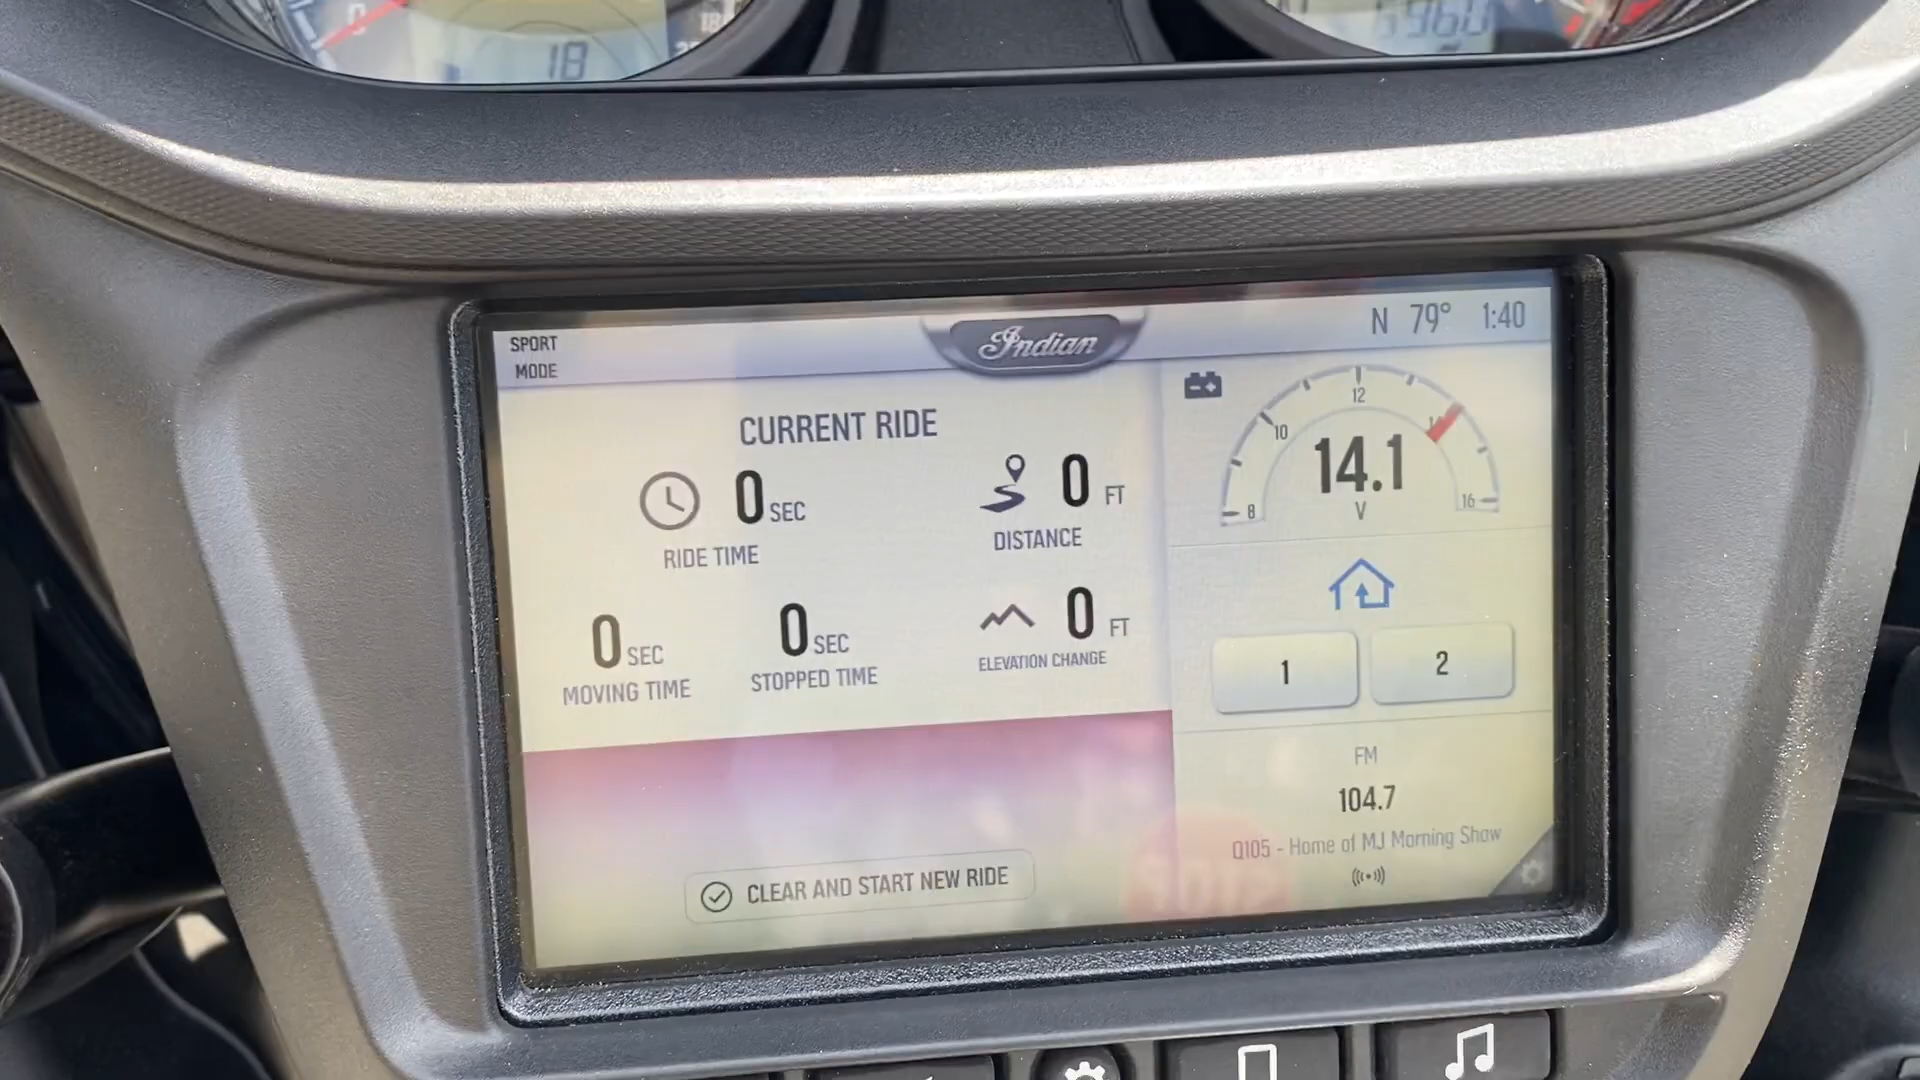 18
6960
SPORT
MODE
Indian
N 79° 1:40
CURRENT RIDE
0 SEC
RIDE TIME
0 FT
DISTANCE
0 SEC
MOVING TIME
0 SEC
STOPPED TIME
0 FT
ELEVATION CHANGE
CLEAR AND START NEW RIDE
8
10
12
16
14.1
V
1
2
FM
104.7
Q105 - Home of MJ Morning Show